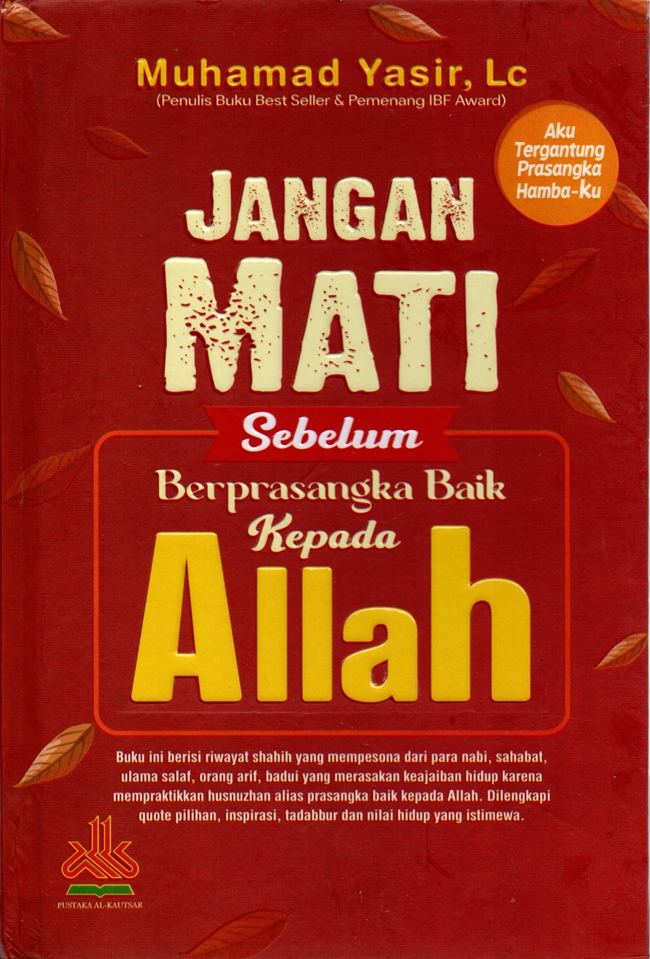 Muhamad Yasir, Lc
(Penulis Buku Best Seller & Pemenang IBF Award)
Aku
Tergantung
Prasangka
Hamba-Ku
JANGAN
MATI
Sebelum
Berprasangka Baik
Kepada
Allah
Buku ini berisi riwayat shahih yang mempesona dari para nabi, sahabat,
ulama salaf, orang arif, badui yang merasakan keajaiban hidup karena
mempraktikkan husnuzhan alias prasangka baik kepada Allah. Dilengkapi
quote pilihan, inspirasi, tadabbur dan nilai hidup yang istimewa.
PUSTAKA AL-KAUTSAR